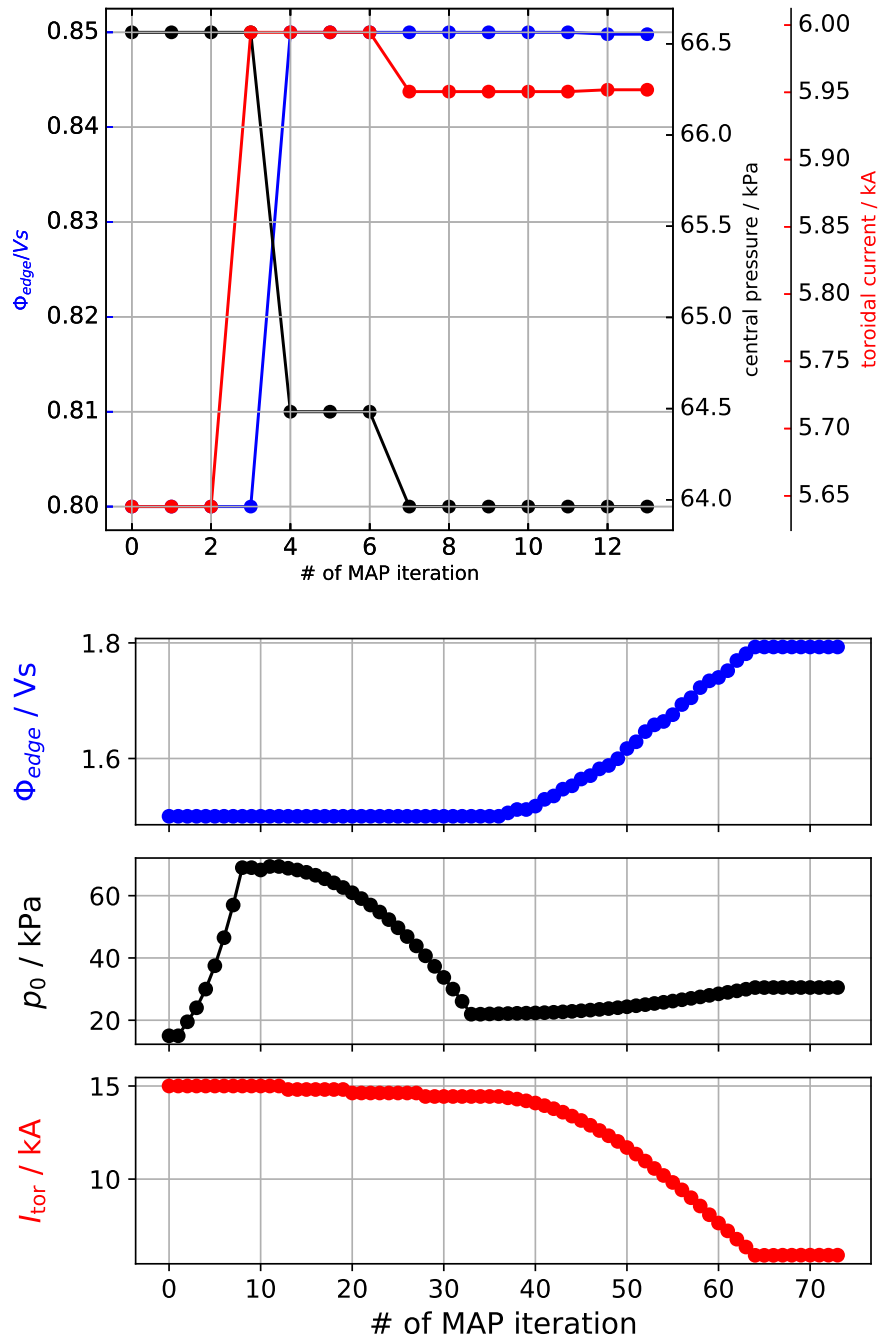 0.85
0.84
0.83
0.82
0.81
0.80
Φedge/Vs
0 2 4 6 8 10 12
# of MAP iteration
66.5
66.0
65.5
65.0
64.5
64.0
central pressure / kPa
6.00
5.95
5.90
5.85
5.80
5.75
5.70
5.65
toroidal current / kA
1.8
1.6
Φedge / Vs
60
40
20
p0 / kPa
15
10
Itor / kA
0 10 20 30 40 50 60 70
# of MAP iteration